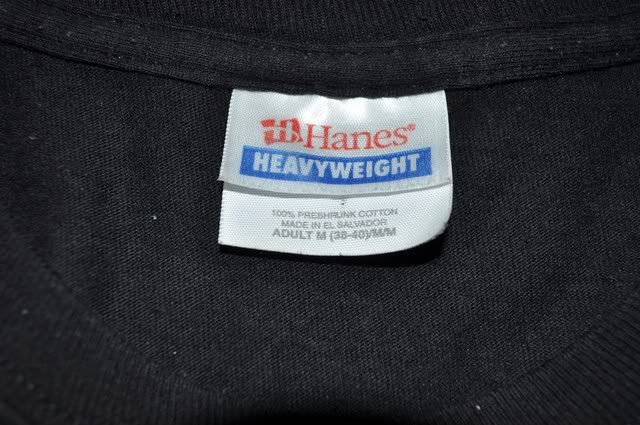 Hanes®
HEAVYWEIGHT
100% PRESHRUNK COTTON
MADE IN EL SALVADOR
ADULT M (38-40)/M/M